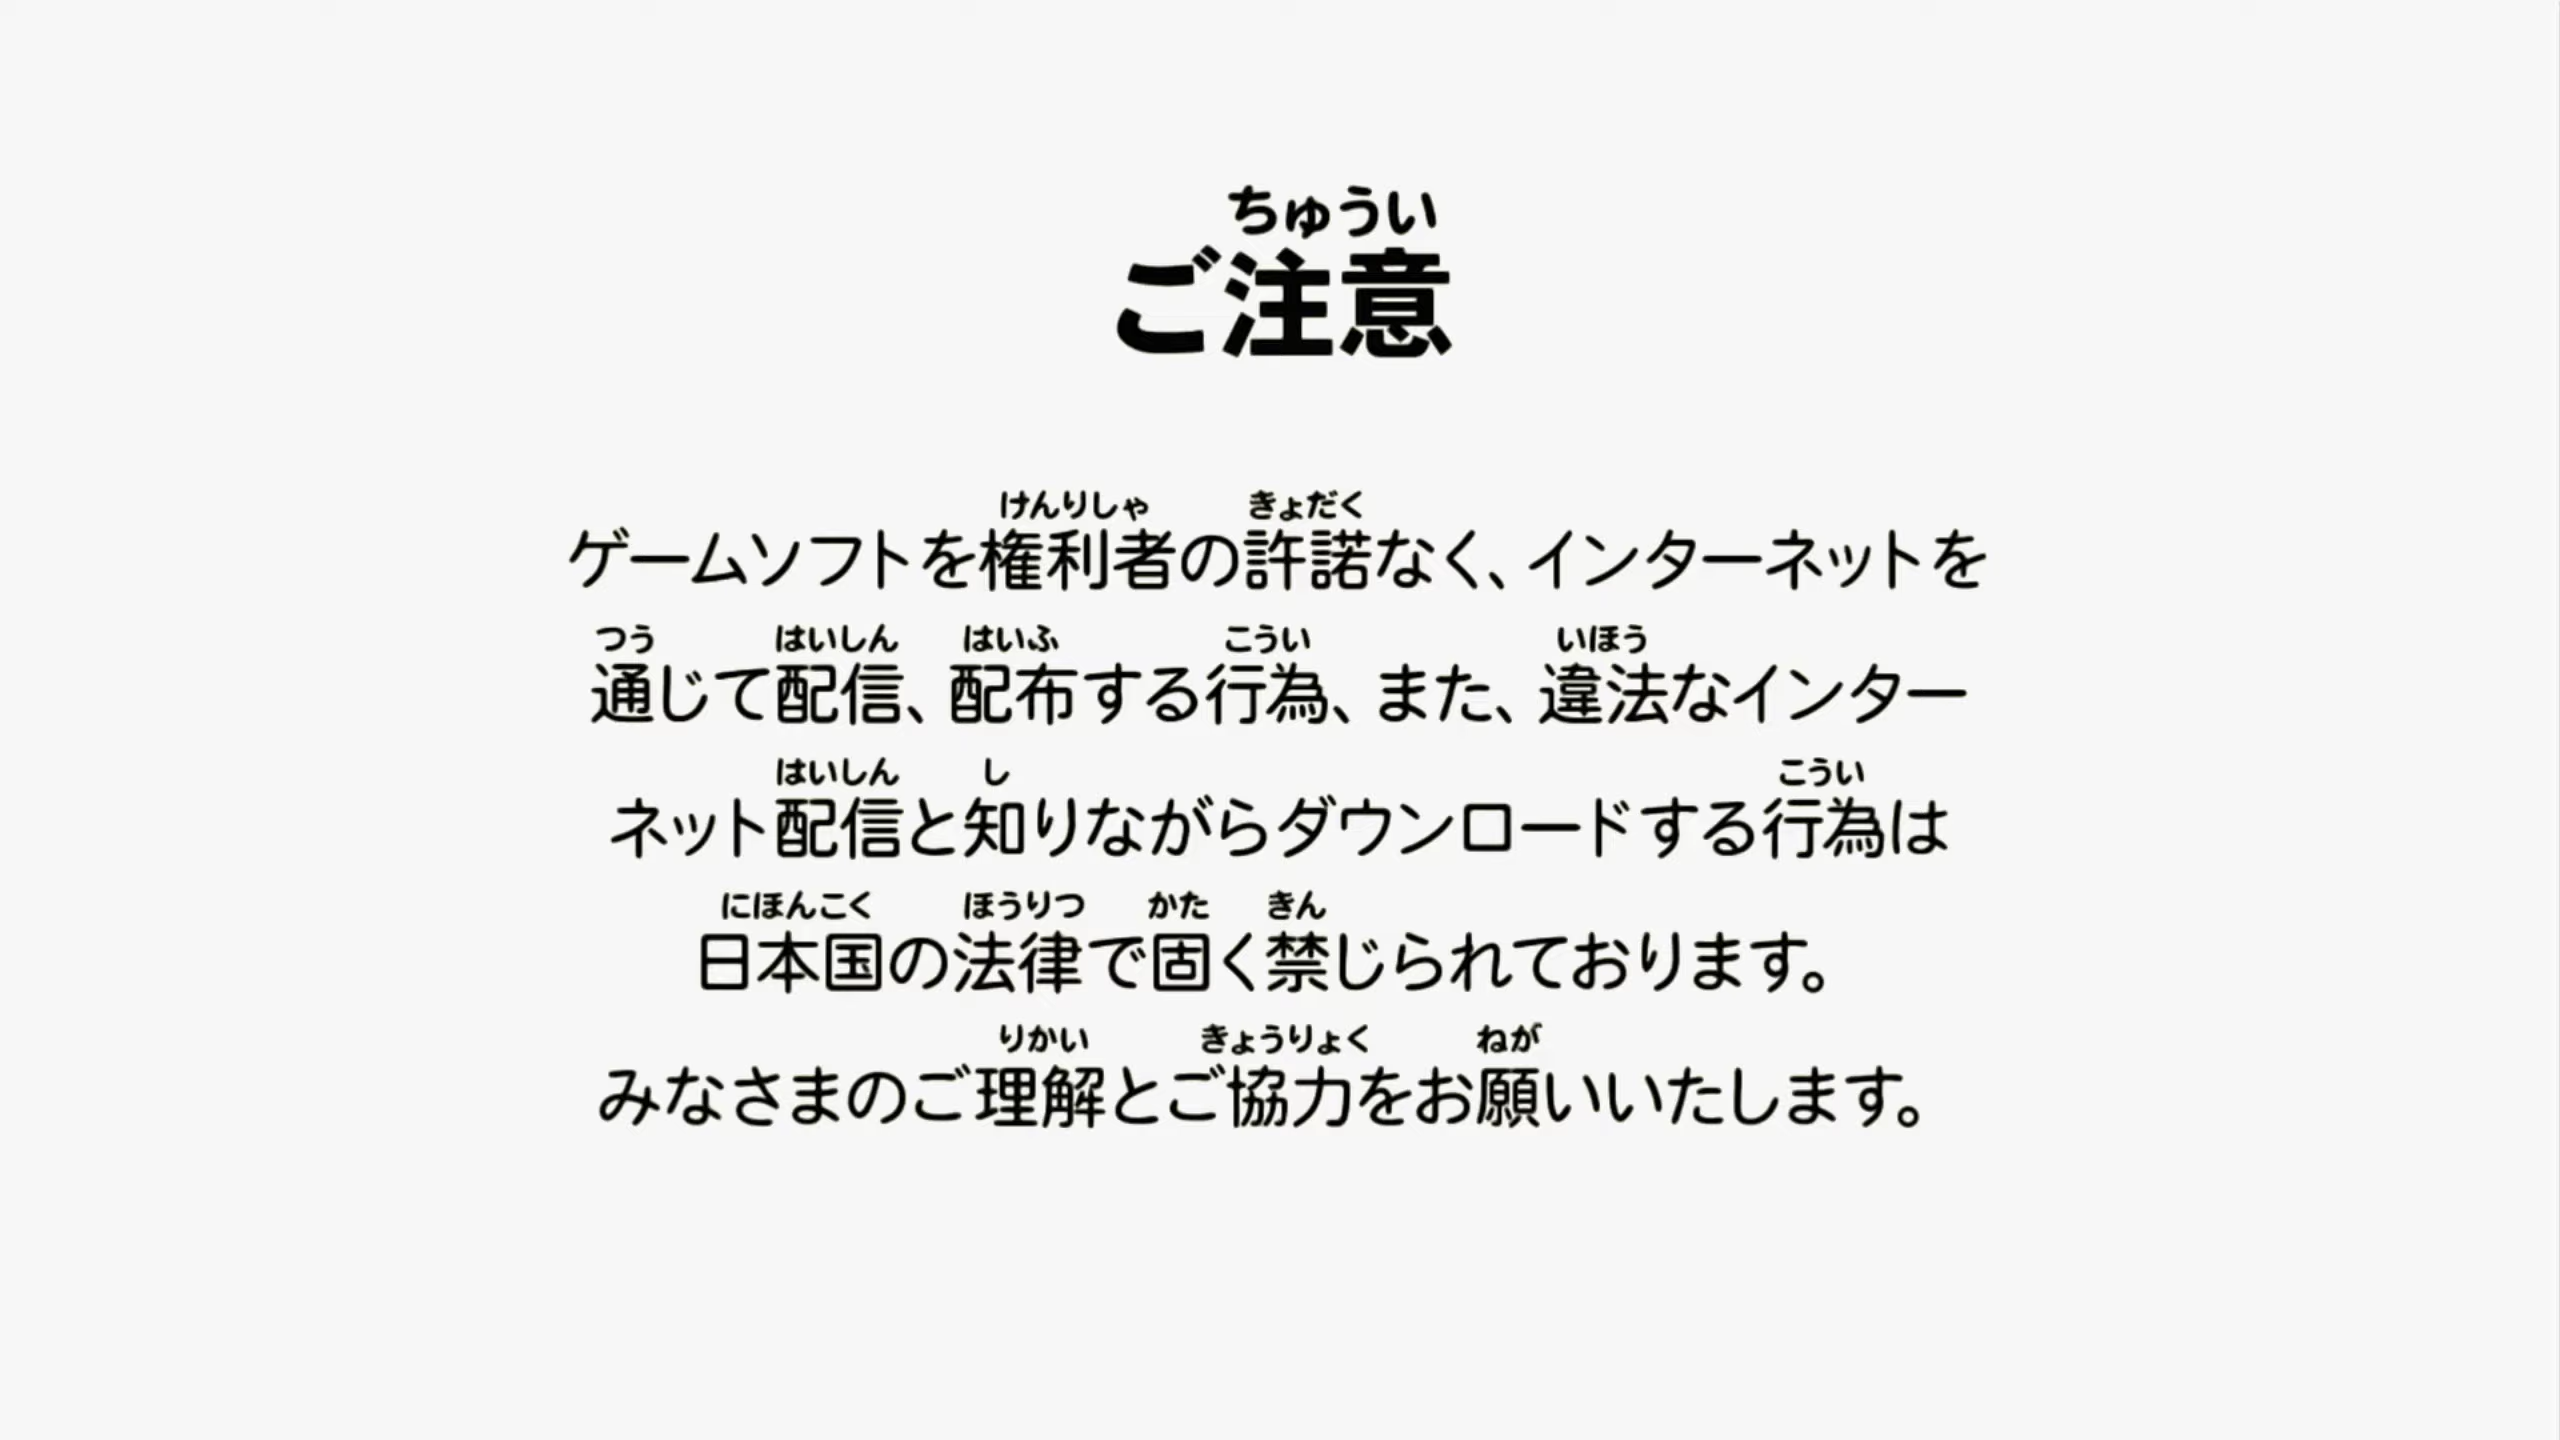 ちゅうい
ご注意
けんりしゃ きょだく
ゲームソフトを権利者の許諾なく、インターネットを
つう はいしん はいふ こうい いほう
通じて配信、配布する行為、また、違法なインター
はいしん し こうい
ネット配信と知りながらダウンロードする行為は
にほんこく ほうりつ かた きん
日本国の法律で固く禁じられております。
りかい きょうりょく ねが
みなさまのご理解とご協力をお願いいたします。